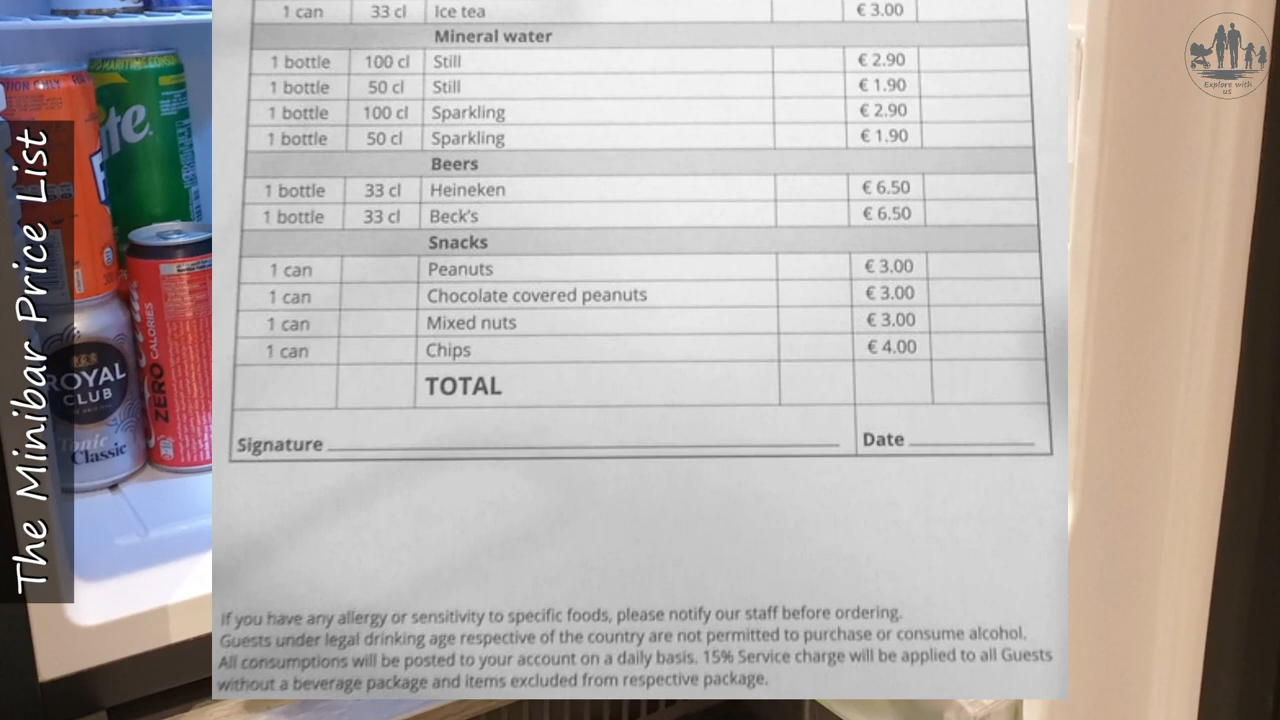 1 can 33 cl Ice tea € 3.00
Mineral water
1 bottle 100 cl Still € 2.90
1 bottle 50 cl Still € 1.90
1 bottle 100 cl Sparkling € 2.90
1 bottle 50 cl Sparkling € 1.90
Beers
1 bottle 33 cl Heineken € 6.50
1 bottle 33 cl Beck's € 6.50
Snacks
1 can Peanuts € 3.00
1 can Chocolate covered peanuts € 3.00
1 can Mixed nuts € 3.00
1 can Chips € 4.00
TOTAL
Signature Date
If you have any allergy or sensitivity to specific foods, please notify our staff before ordering.
Guests under legal drinking age respective of the country are not permitted to purchase or consume alcohol.
All consumptions will be posted to your account on a daily basis. 15% Service charge will be applied to all Guests
without a beverage package and items excluded from respective package.
The Minibar Price List
Explore with
us
ROYAL
CLUB
Tonic
Classic
ZERO CALORIES